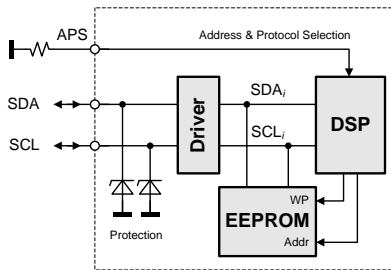 APS
Address & Protocol Selection
SDA
SDAi
Driver
DSP
SCL
SCLi
WP
EEPROM
Protection
Addr